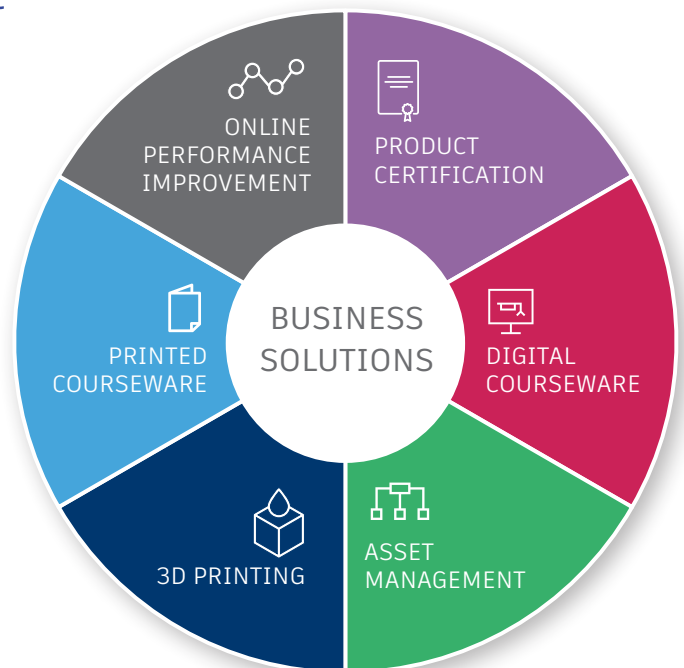 ONLINE
PERFORMANCE
IMPROVEMENT
PRODUCT
CERTIFICATION
BUSINESS
SOLUTIONS
PRINTED
COURSEWARE
DIGITAL
COURSEWARE
3D PRINTING
ASSET
MANAGEMENT